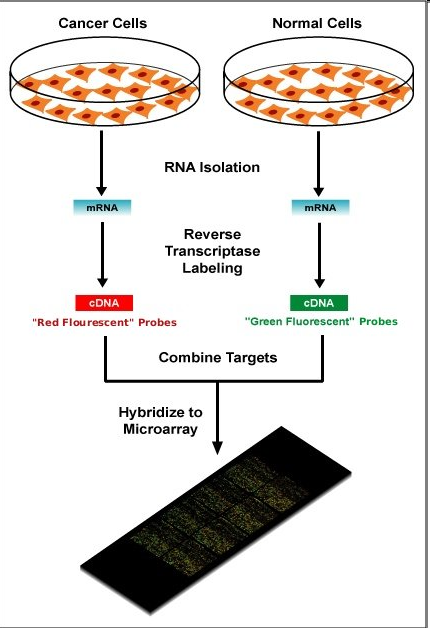 Cancer Cells
Normal Cells
RNA Isolation
mRNA
mRNA
Reverse
Transcriptase
Labeling
cDNA
cDNA
"Red Flourescent" Probes
"Green Fluorescent" Probes
Combine Targets
Hybridize to
Microarray